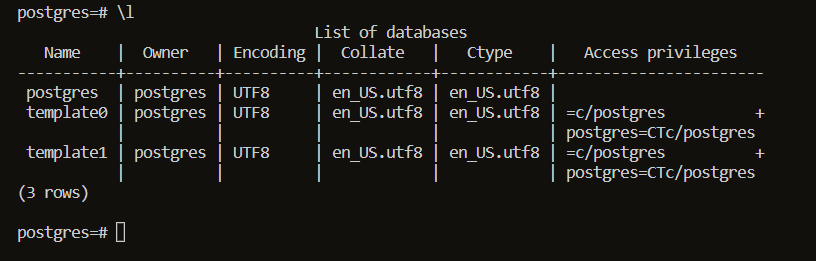 postgres=# \l
                                  List of databases
   Name    |  Owner   | Encoding |  Collate   |   Ctype    |   Access privileges
-----------+----------+----------+------------+------------+-----------------------
 postgres  | postgres | UTF8     | en_US.utf8 | en_US.utf8 |
 template0 | postgres | UTF8     | en_US.utf8 | en_US.utf8 | =c/postgres          +
           |          |          |            |            | postgres=CTc/postgres
 template1 | postgres | UTF8     | en_US.utf8 | en_US.utf8 | =c/postgres          +
           |          |          |            |            | postgres=CTc/postgres
(3 rows)
postgres=#